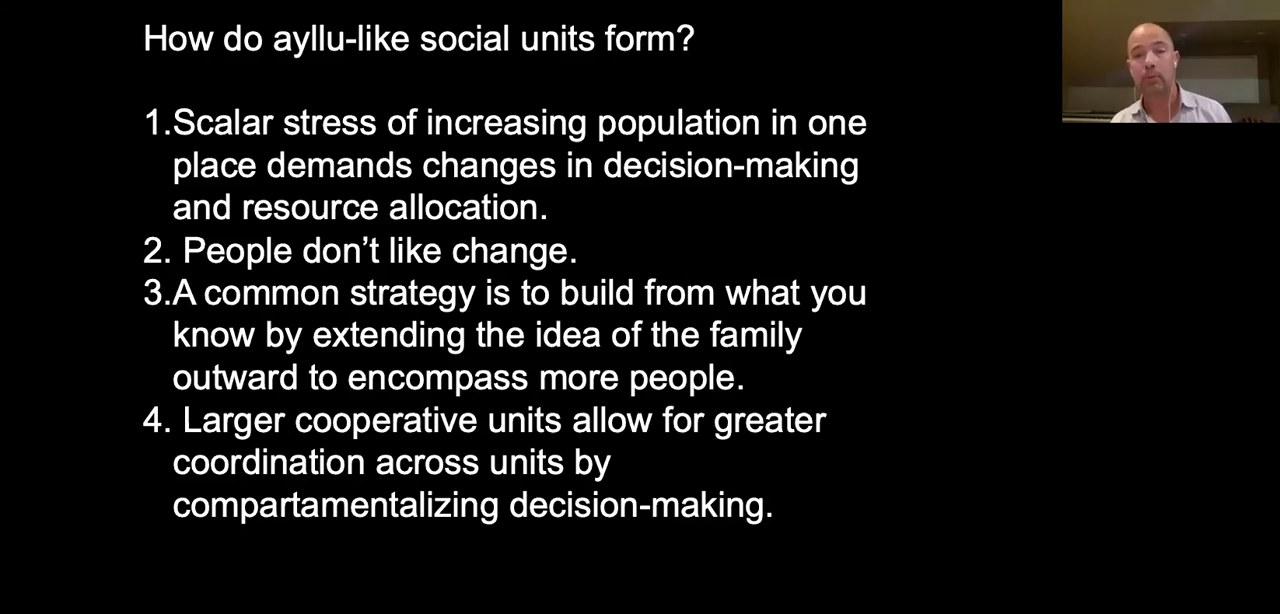 How do ayllu-like social units form?
1.Scalar stress of increasing population in one
place demands changes in decision-making
and resource allocation.
2. People don’t like change.
3.A common strategy is to build from what you
know by extending the idea of the family
outward to encompass more people.
4. Larger cooperative units allow for greater
coordination across units by
compartamentalizing decision-making.